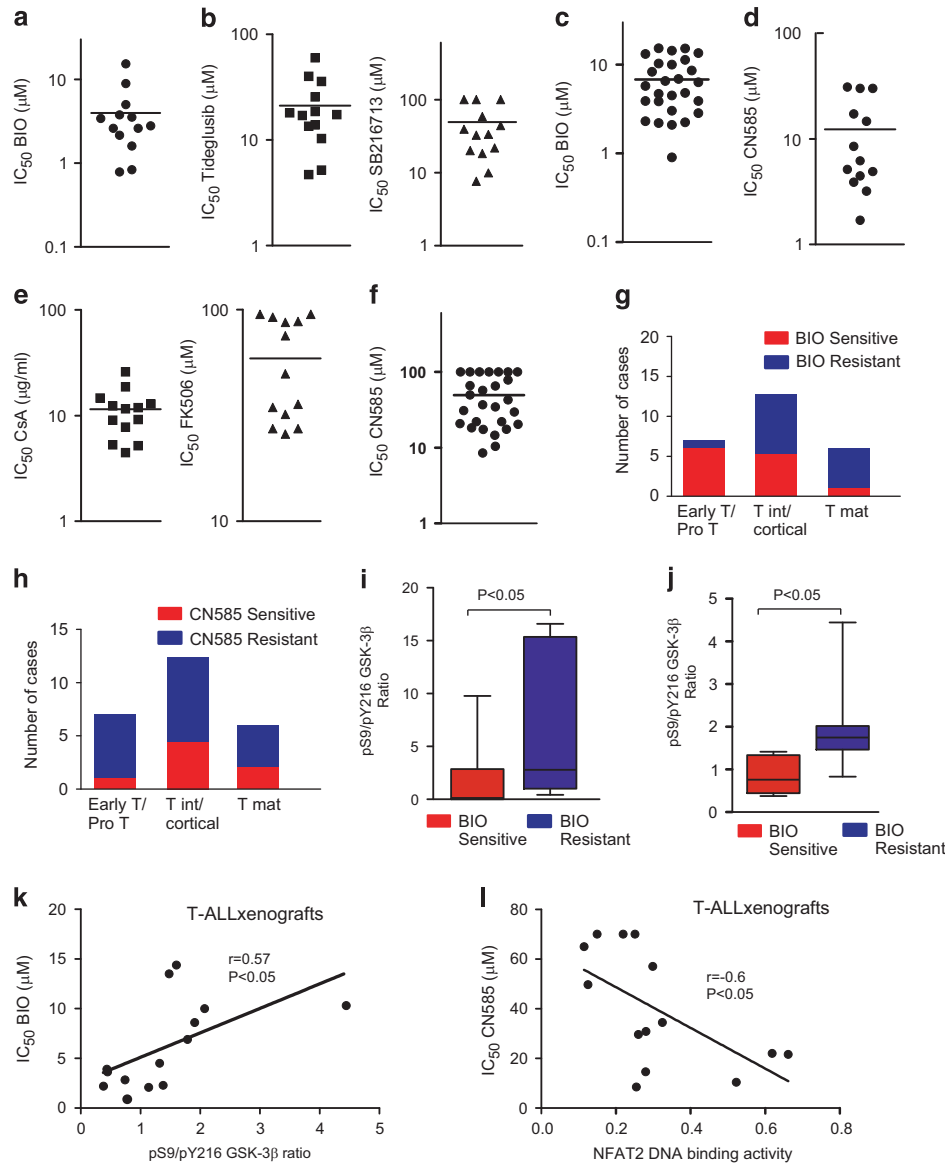 a
IC50 BIO (μM)
10
1
0.1
b
IC50 Tideglusib (μM)
100
10
1
IC50 SB216713 (μM)
100
10
1
c
IC50 BIO (μM)
10
1
0.1
d
IC50 CN585 (μM)
100
10
1
e
IC50 CsA (μg/ml)
100
10
1
IC50 FK506 (μM)
100
10
f
IC50 CN585 (μM)
100
10
1
g
Number of cases
20
15
10
5
0
BIO Sensitive
BIO Resistant
Early T/
Pro T
T int/
cortical
T mat
h
Number of cases
15
10
5
0
CN585 Sensitive
CN585 Resistant
Early T/
Pro T
T int/
cortical
T mat
i
pS9/pY216 GSK-3β
Ratio
20
15
10
5
0
P<0.05
BIO
Sensitive
BIO
Resistant
j
pS9/pY216 GSK-3β
Ratio
5
4
3
2
1
0
P<0.05
BIO
Sensitive
BIO
Resistant
k
T-ALLxenografts
IC50 BIO (μM)
20
15
10
5
0
r=0.57
P<0.05
0 1 2 3 4 5
pS9/pY216 GSK-3β ratio
l
T-ALLxenografts
IC50 CN585 (μM)
80
60
40
20
0
r=-0.6
P<0.05
0.0 0.2 0.4 0.6 0.8
NFAT2 DNA binding activity